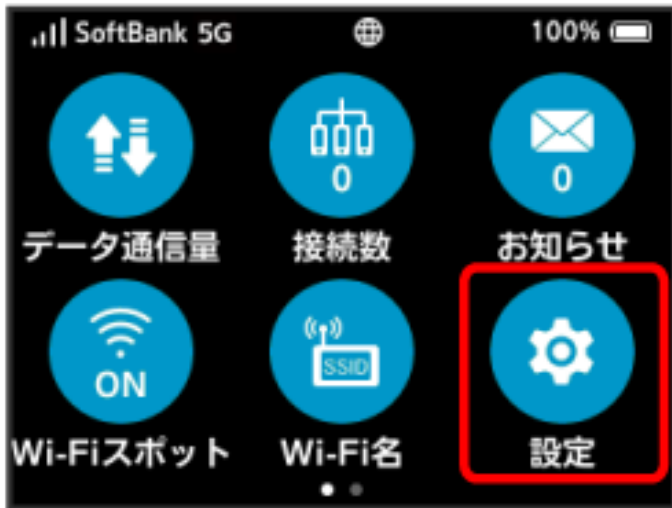 SoftBank 5G 100%
0 0
データ通信量 接続数 お知らせ
ON SSID
Wi-Fiスポット Wi-Fi名 設定